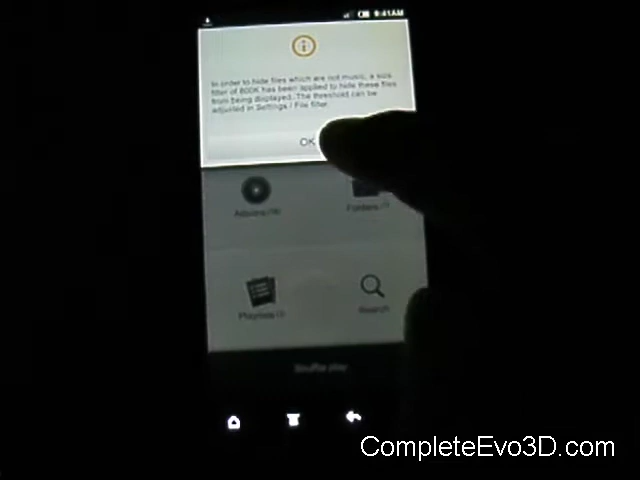 9:41AM
In order to hide files which are not music, a size
filter of 800K has been applied to hide these files
from being displayed. The threshold can be
adjusted in Settings / File filter.
OK
Albums
Folders
Playlists
Search
Shuffle play
CompleteEvo3D.com